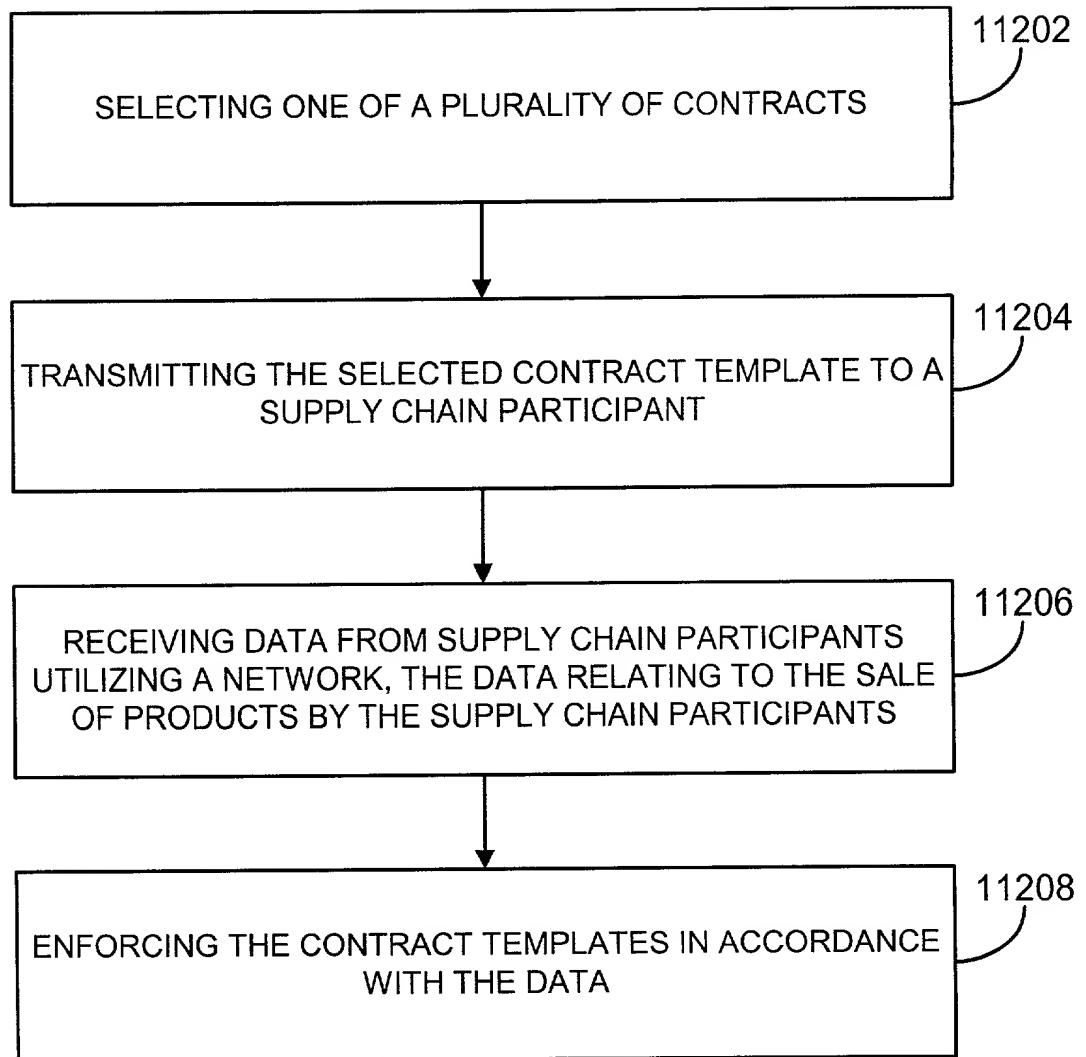 11202
SELECTING ONE OF A PLURALITY OF CONTRACTS
11204
TRANSMITTING THE SELECTED CONTRACT TEMPLATE TO A
SUPPLY CHAIN PARTICIPANT
11206
RECEIVING DATA FROM SUPPLY CHAIN PARTICIPANTS
UTILIZING A NETWORK, THE DATA RELATING TO THE SALE
OF PRODUCTS BY THE SUPPLY CHAIN PARTICIPANTS
11208
ENFORCING THE CONTRACT TEMPLATES IN ACCORDANCE
WITH THE DATA